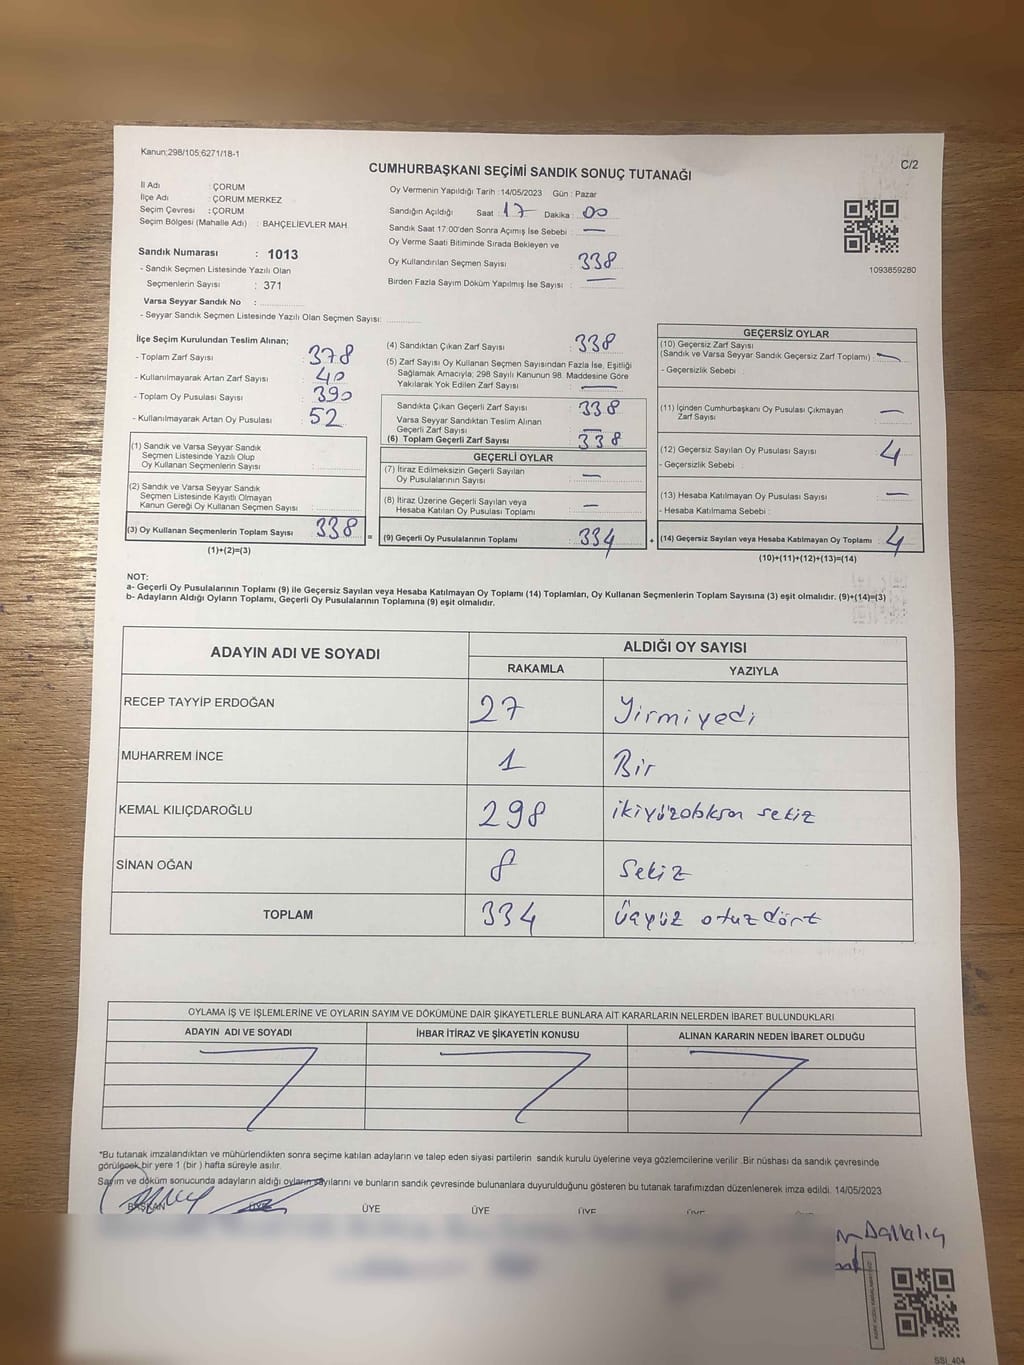 Kanun;298/105;6271/18-1
C/2
CUMHURBAŞKANI SEÇİMİ SANDIK SONUÇ TUTANAĞI
İl Adı : ÇORUM
İlçe Adı : ÇORUM MERKEZ
Seçim Çevresi : ÇORUM
Seçim Bölgesi (Mahalle Adı) : BAHÇELİEVLER MAH
Sandık Numarası : 1013
- Sandık Seçmen Listesinde Yazılı Olan
Seçmenlerin Sayısı : 371
Varsa Seyyar Sandık No :
- Seyyar Sandık Seçmen Listesinde Yazılı Olan Seçmen Sayısı:
Oy Vermenin Yapıldığı Tarih : 14/05/2023 Gün : Pazar
Sandığın Açıldığı Saat : 17 Dakika : 00
Sandık Saat 17:00'den Sonra Açımış İse Sebebi : —
Oy Verme Saati Bitiminde Sırada Bekleyen ve
Oy Kullandırılan Seçmen Sayısı : 338
Birden Fazla Sayım Döküm Yapılmış İse Sayısı : —
1093859280
İlçe Seçim Kurulundan Teslim Alınan;
- Toplam Zarf Sayısı : 378
- Kullanılmayarak Artan Zarf Sayısı : 40
- Toplam Oy Pusulası Sayısı : 390
- Kullanılmayarak Artan Oy Pusulası : 52
(1) Sandık ve Varsa Seyyar Sandık
Seçmen Listesinde Yazılı Olup
Oy Kullanan Seçmenlerin Sayısı :
(2) Sandık ve Varsa Seyyar Sandık
Seçmen Listesinde Kayıtlı Olmayan
Kanun Gereği Oy Kullanan Seçmen Sayısı :
(3) Oy Kullanan Seçmenlerin Toplam Sayısı : 338
(1)+(2)=(3)
(4) Sandıktan Çıkan Zarf Sayısı : 338
(5) Zarf Sayısı Oy Kullanan Seçmen Sayısından Fazla İse, Eşitliği
Sağlamak Amacıyla; 298 Sayılı Kanunun 98. Maddesine Göre
Yakılarak Yok Edilen Zarf Sayısı : —
Sandıkta Çıkan Geçerli Zarf Sayısı : 338
Varsa Seyyar Sandıktan Teslim Alınan
Geçerli Zarf Sayısı : —
(6) Toplam Geçerli Zarf Sayısı : 338
GEÇERLİ OYLAR
(7) İtiraz Edilmeksizin Geçerli Sayılan
Oy Pusulalarının Sayısı : —
(8) İtiraz Üzerine Geçerli Sayılan veya
Hesaba Katılan Oy Pusulası Toplamı : —
= (9) Geçerli Oy Pusulalarının Toplamı : 334
GEÇERSİZ OYLAR
(10) Geçersiz Zarf Sayısı
(Sandık ve Varsa Seyyar Sandık Geçersiz Zarf Toplamı) : —
- Geçersizlik Sebebi :
(11) İçinden Cumhurbaşkanı Oy Pusulası Çıkmayan
Zarf Sayısı : —
(12) Geçersiz Sayılan Oy Pusulası Sayısı : 4
- Geçersizlik Sebebi :
(13) Hesaba Katılmayan Oy Pusulası Sayısı : —
- Hesaba Katılmama Sebebi :
+ (14) Geçersiz Sayılan veya Hesaba Katılmayan Oy Toplamı : 4
(10)+(11)+(12)+(13)=(14)
NOT:
a- Geçerli Oy Pusulalarının Toplamı (9) ile Geçersiz Sayılan veya Hesaba Katılmayan Oy Toplamı (14) Toplamları, Oy Kullanan Seçmenlerin Toplam Sayısına (3) eşit olmalıdır. (9)+(14)=(3)
b- Adayların Aldığı Oyların Toplamı, Geçerli Oy Pusulalarının Toplamına (9) eşit olmalıdır.
ADAYIN ADI VE SOYADI ALDIĞI OY SAYISI
RAKAMLA YAZIYLA
RECEP TAYYİP ERDOĞAN 27 Yirmiyedi
MUHARREM İNCE 1 Bir
KEMAL KILIÇDAROĞLU 298 sekiz
SİNAN OĞAN 8 Sekiz
TOPLAM 334 Üçyüz otuzdört
OYLAMA İŞ VE İŞLEMLERİNE VE OYLARIN SAYIM VE DÖKÜMÜNE DAİR ŞİKAYETLERLE BUNLARA AİT KARARLARIN NELERDEN İBARET BULUNDUKLARI
ADAYIN ADI VE SOYADI İHBAR İTİRAZ VE ŞİKAYETİN KONUSU ALINAN KARARIN NEDEN İBARET OLDUĞU
*Bu tutanak imzalandıktan ve mühürlendikten sonra seçime katılan adayların ve talep eden siyasi partilerin sandık kurulu üyelerine veya gözlemcilerine verilir .Bir nüshası da sandık çevresinde
görülecek bir yere 1 (bir ) hafta süreyle asılır.
Sayım ve döküm sonucunda adayların aldığı oyların sayılarını ve bunların sandık çevresinde bulunanlara duyurulduğunu gösteren bu tutanak tarafımızdan düzenlenerek imza edildi. 14/05/2023
BAŞKAN ÜYE ÜYE ÜYE ÜYE ÜYE
SSİ 404